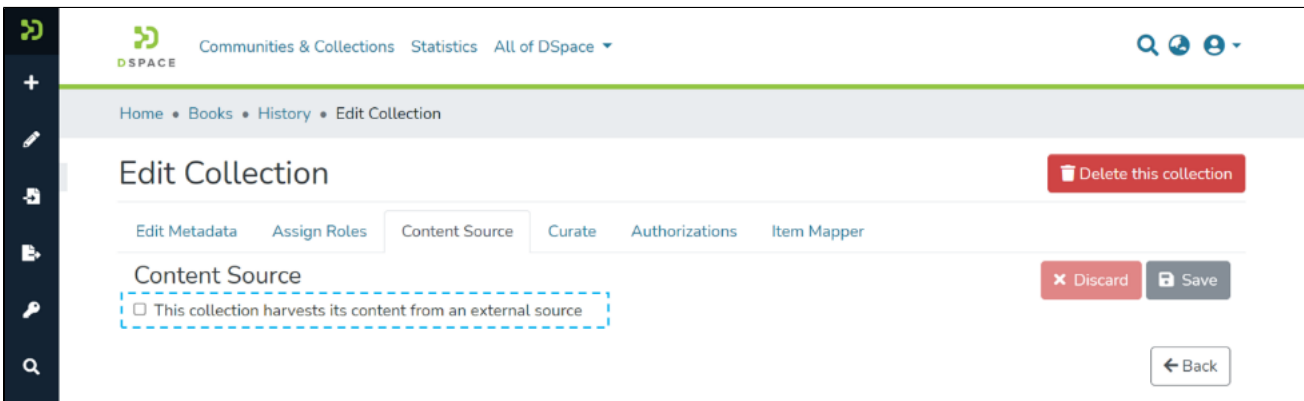 DSPACE
Communities & Collections Statistics All of DSpace
Home • Books • History • Edit Collection
Edit Collection
Delete this collection
Edit Metadata Assign Roles Content Source Curate Authorizations Item Mapper
Content Source
Discard Save
This collection harvests its content from an external source
Back